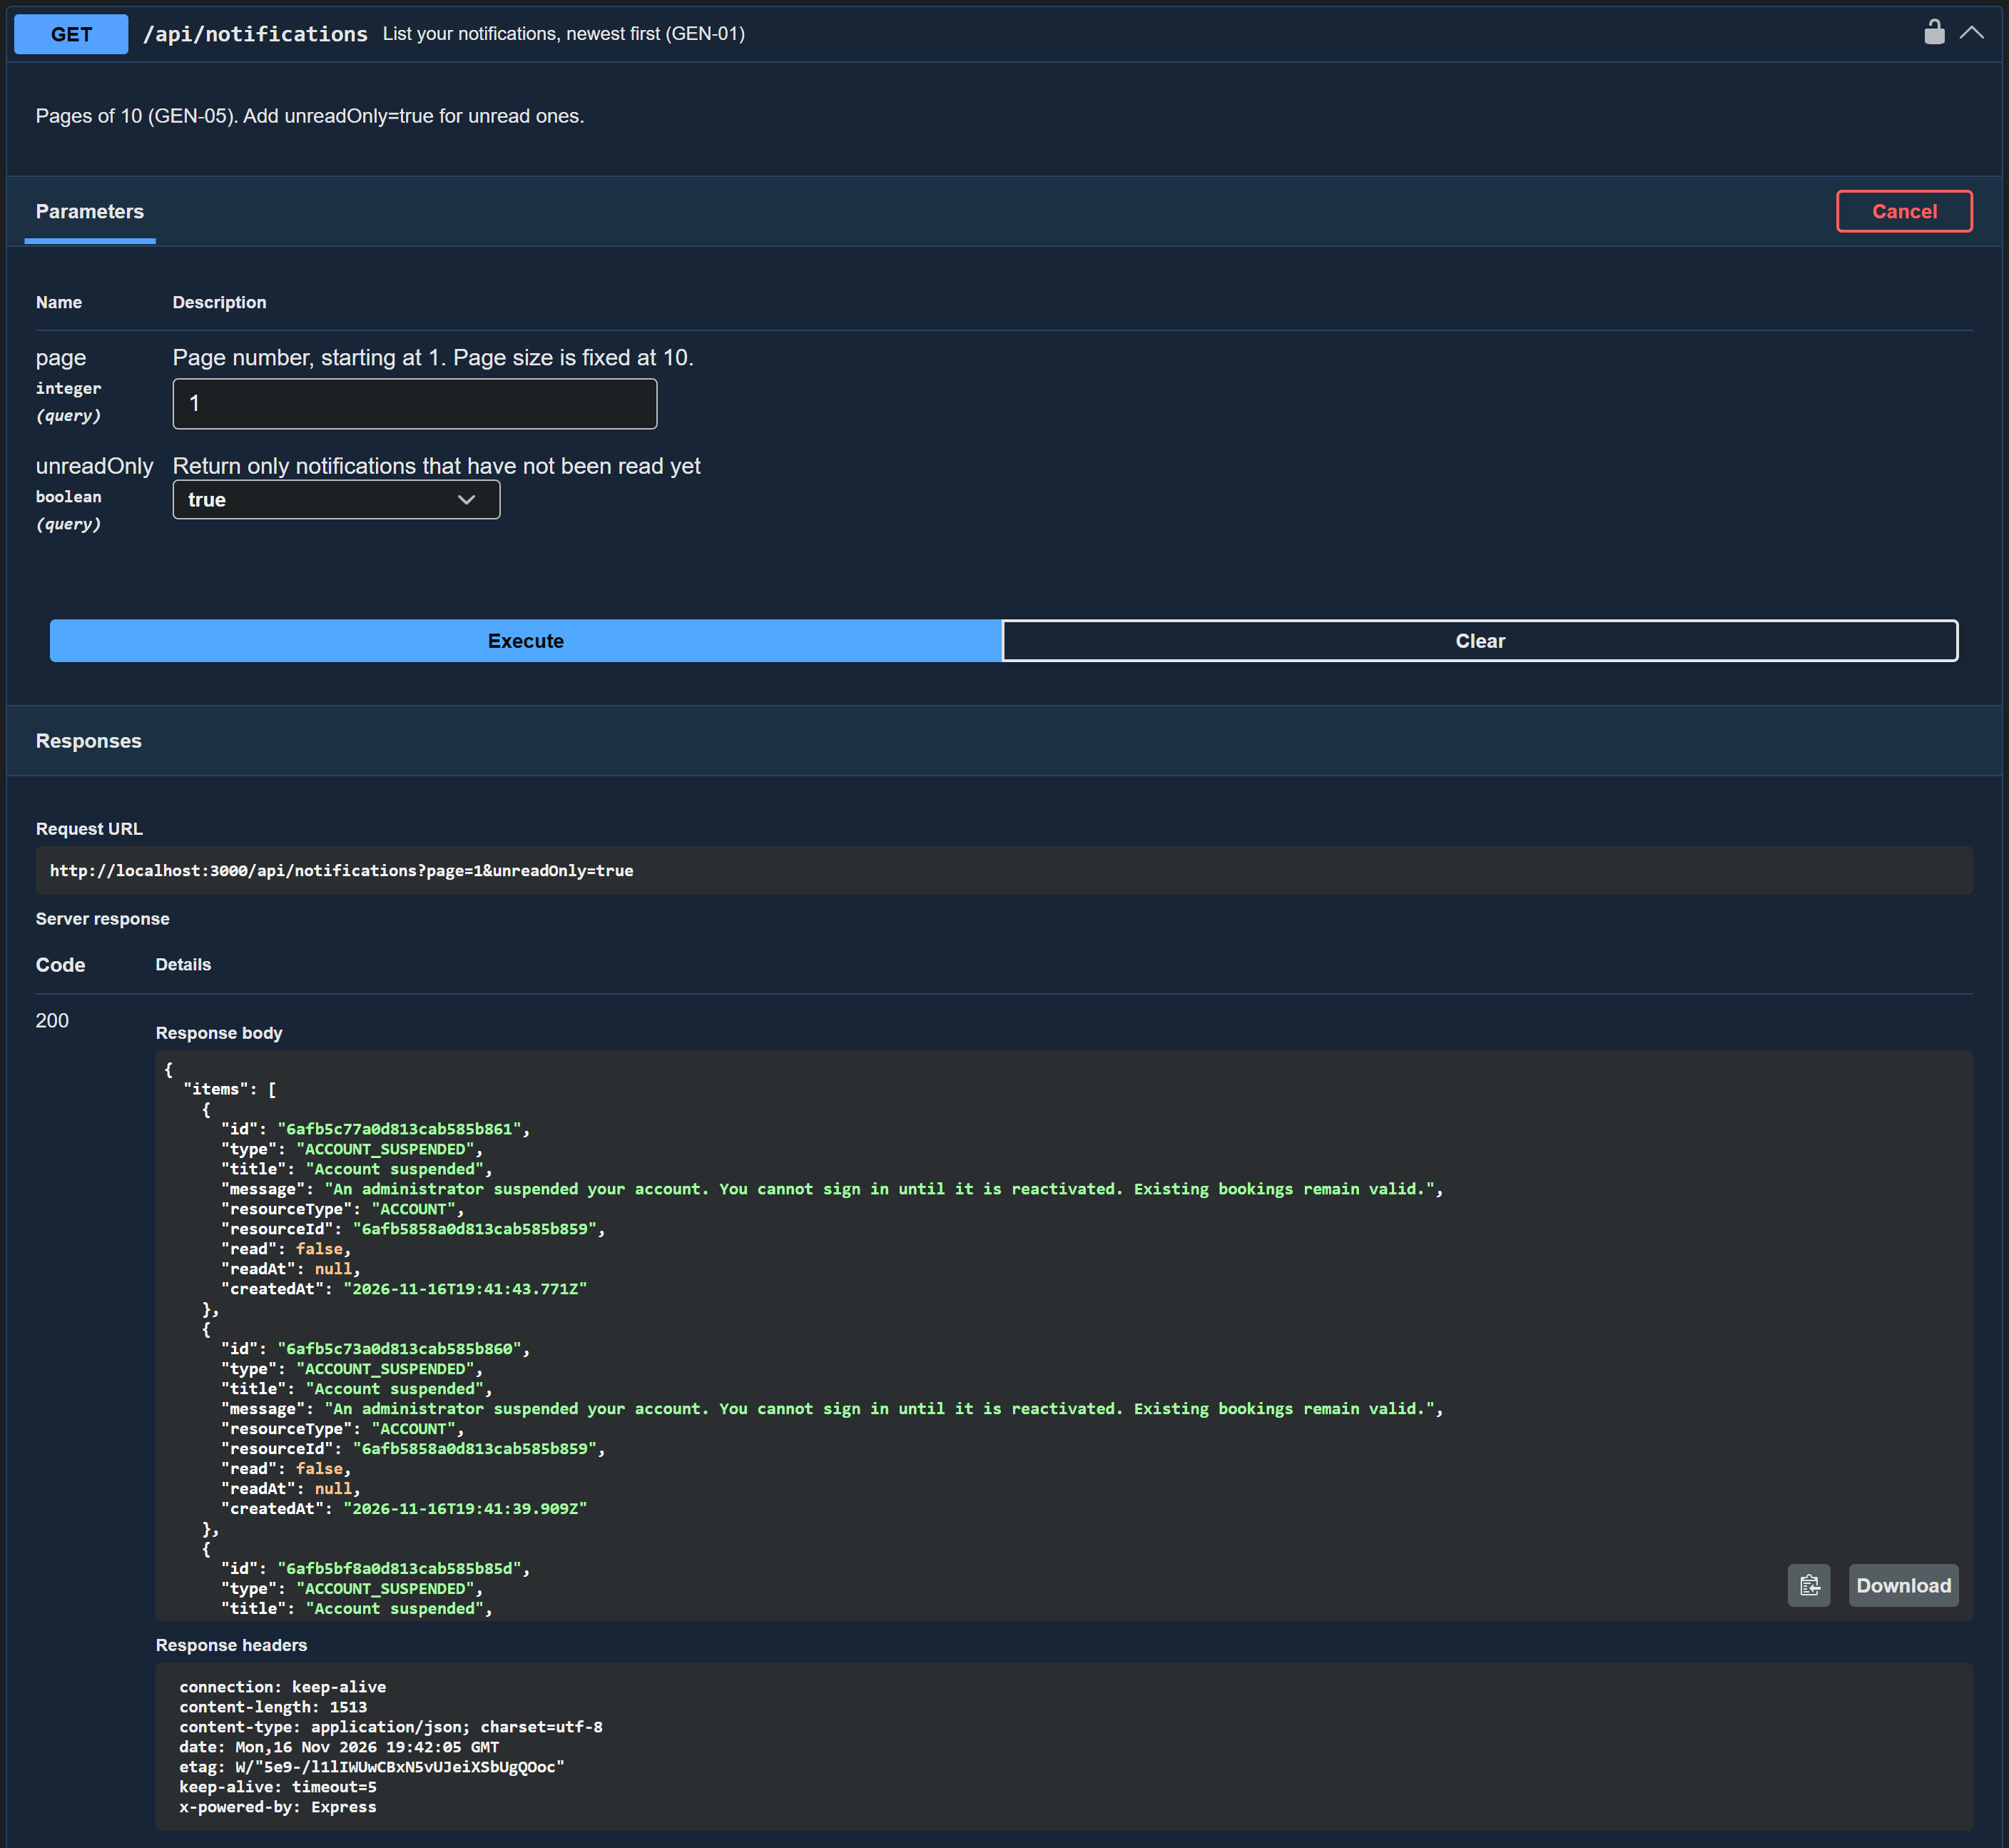 GET /api/notifications List your notifications, newest first (GEN-01)
Pages of 10 (GEN-05). Add unreadOnly=true for unread ones.
Parameters
Cancel
Name Description
page Page number, starting at 1. Page size is fixed at 10.
integer
(query)
1
unreadOnly Return only notifications that have not been read yet
boolean
(query)
true
Execute
Clear
Responses
Request URL
http://localhost:3000/api/notifications?page=1&unreadOnly=true
Server response
Code Details
200
Response body
{
  "items": [
    {
      "id": "6afb5c77a0d813cab585b861",
      "type": "ACCOUNT_SUSPENDED",
      "title": "Account suspended",
      "message": "An administrator suspended your account. You cannot sign in until it is reactivated. Existing bookings remain valid.",
      "resourceType": "ACCOUNT",
      "resourceId": "6afb5858a0d813cab585b859",
      "read": false,
      "readAt": null,
      "createdAt": "2026-11-16T19:41:43.771Z"
    },
    {
      "id": "6afb5c73a0d813cab585b860",
      "type": "ACCOUNT_SUSPENDED",
      "title": "Account suspended",
      "message": "An administrator suspended your account. You cannot sign in until it is reactivated. Existing bookings remain valid.",
      "resourceType": "ACCOUNT",
      "resourceId": "6afb5858a0d813cab585b859",
      "read": false,
      "readAt": null,
      "createdAt": "2026-11-16T19:41:39.909Z"
    },
    {
      "id": "6afb5bf8a0d813cab585b85d",
      "type": "ACCOUNT_SUSPENDED",
      "title": "Account suspended",
Download
Response headers
connection: keep-alive
content-length: 1513
content-type: application/json; charset=utf-8
date: Mon,16 Nov 2026 19:42:05 GMT
etag: W/"5e9-/l1lIWUwCBxN5vUJeiXSbUgQOoc"
keep-alive: timeout=5
x-powered-by: Express